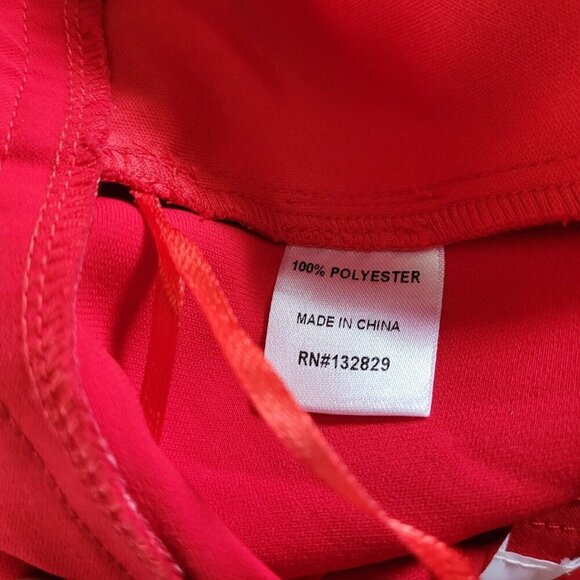 100% POLYESTER
MADE IN CHINA
RN#132829